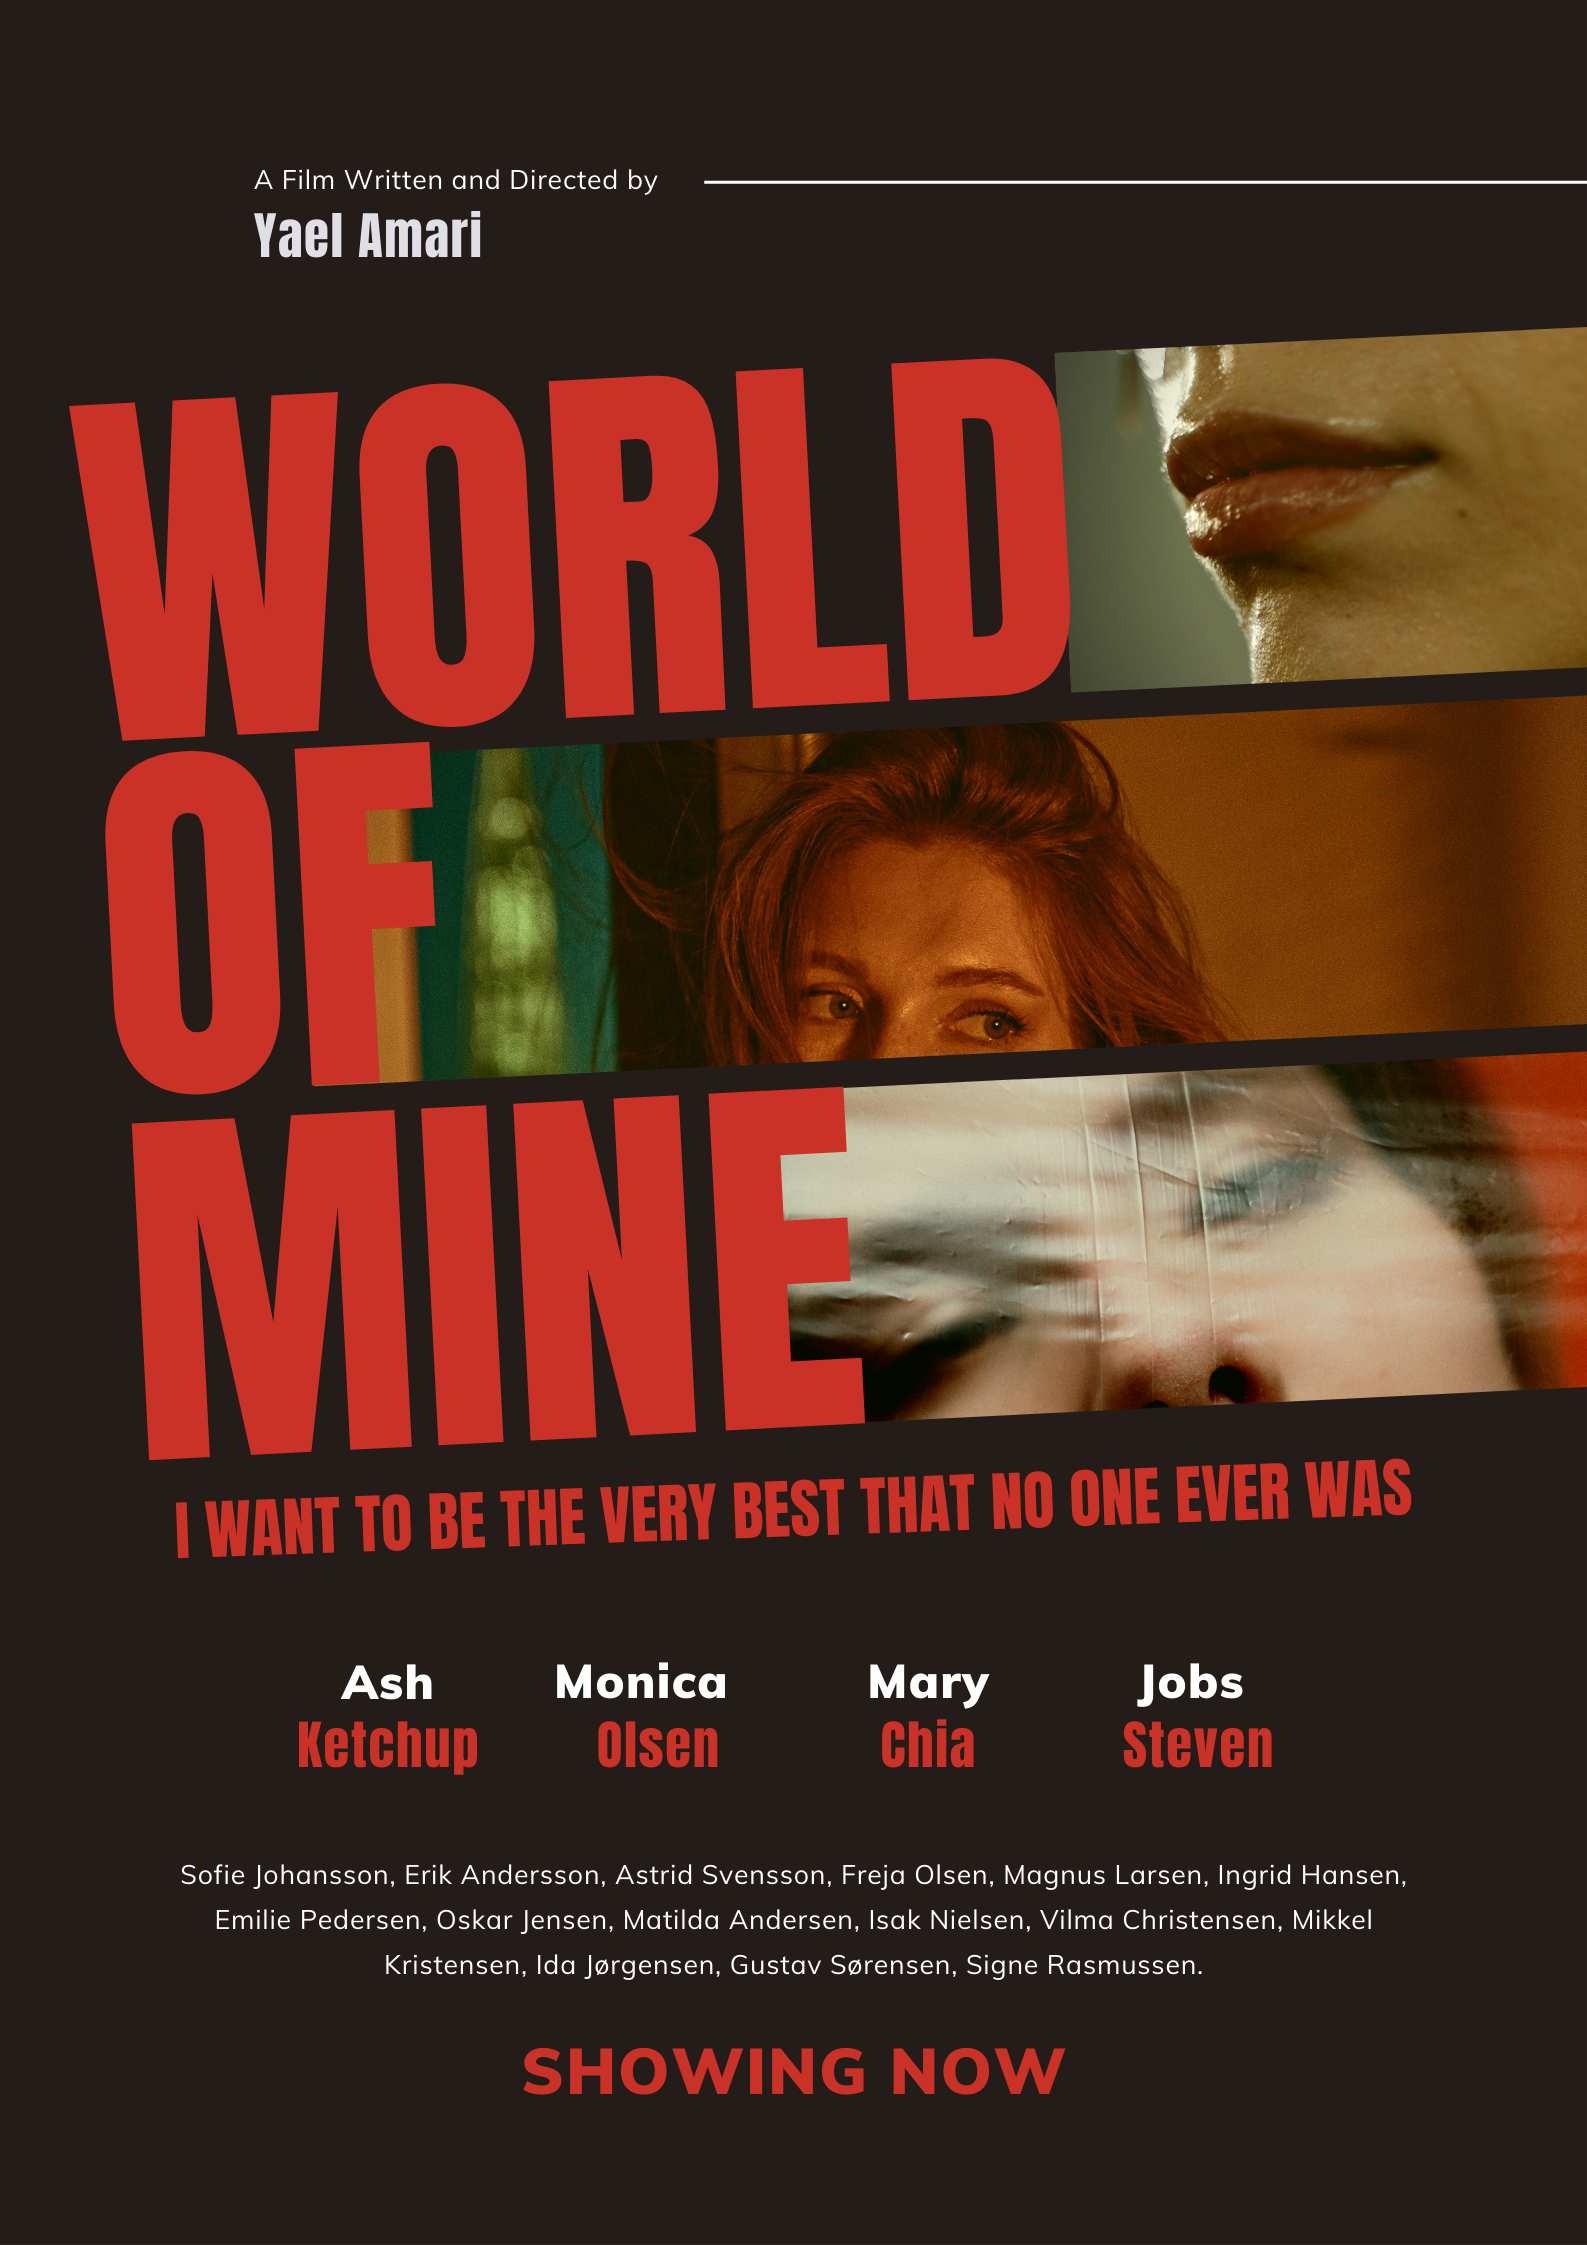 A Film Written and Directed by
Yael Amari
WORLD
OF
MINE
I WANT TO BE THE VERY BEST THAT NO ONE EVER WAS
Ash Monica Mary Jobs
Ketchup Olsen Chia Steven
Sofie Johansson, Erik Andersson, Astrid Svensson, Freja Olsen, Magnus Larsen, Ingrid Hansen,
Emilie Pedersen, Oskar Jensen, Matilda Andersen, Isak Nielsen, Vilma Christensen, Mikkel
Kristensen, Ida Jørgensen, Gustav Sørensen, Signe Rasmussen.
SHOWING NOW